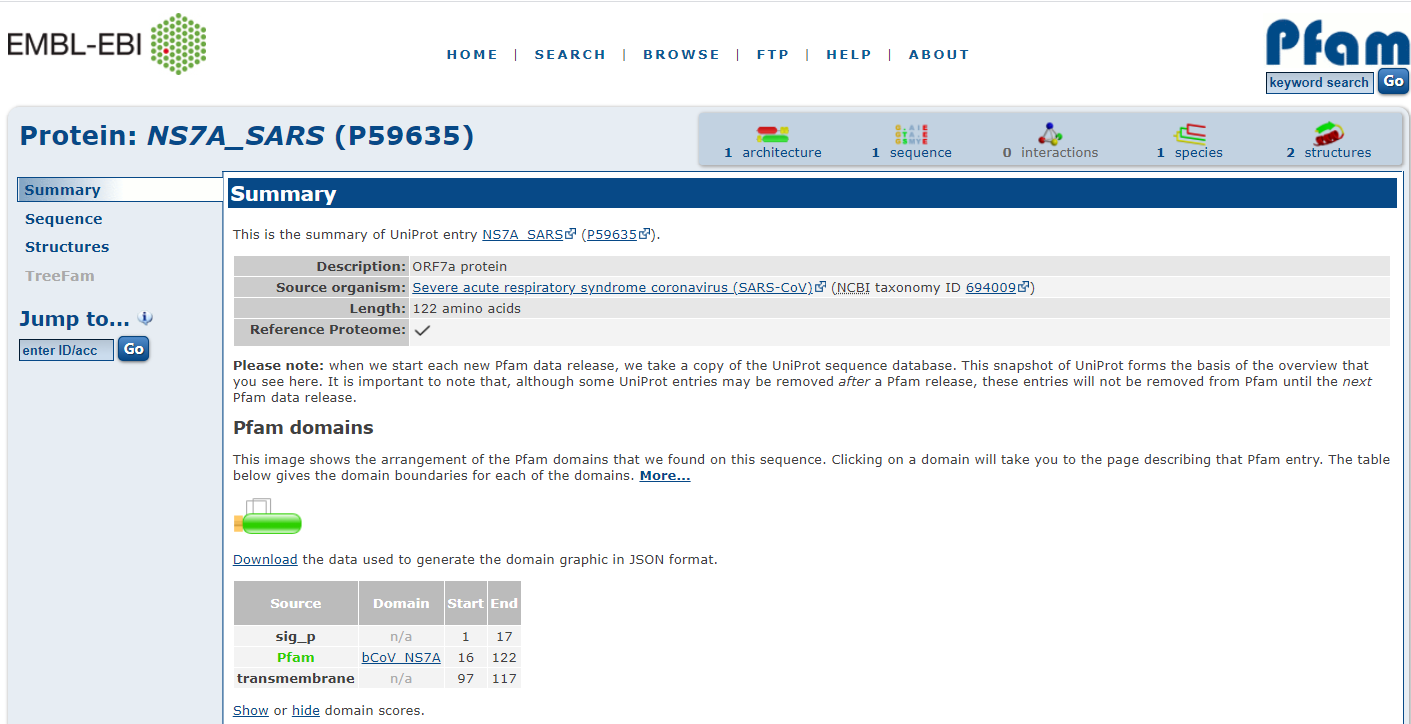 EMBL-EBI
HOME | SEARCH | BROWSE | FTP | HELP | ABOUT
Pfam
keyword search Go
Protein: NS7A_SARS (P59635)
1 architecture 1 sequence 0 interactions 1 species 2 structures
Summary
Sequence
Structures
TreeFam
Jump to... i
enter ID/acc Go
Summary
This is the summary of UniProt entry NS7A_SARS (P59635).
Description: ORF7a protein
Source organism: Severe acute respiratory syndrome coronavirus (SARS-CoV) (NCBI taxonomy ID 694009)
Length: 122 amino acids
Reference Proteome:
Please note: when we start each new Pfam data release, we take a copy of the UniProt sequence database. This snapshot of UniProt forms the basis of the overview that
you see here. It is important to note that, although some UniProt entries may be removed after a Pfam release, these entries will not be removed from Pfam until the next
Pfam data release.
Pfam domains
This image shows the arrangement of the Pfam domains that we found on this sequence. Clicking on a domain will take you to the page describing that Pfam entry. The table
below gives the domain boundaries for each of the domains. More...
Download the data used to generate the domain graphic in JSON format.
Source Domain Start End
sig_p n/a 1 17
Pfam bCoV_NS7A 16 122
transmembrane n/a 97 117
Show or hide domain scores.